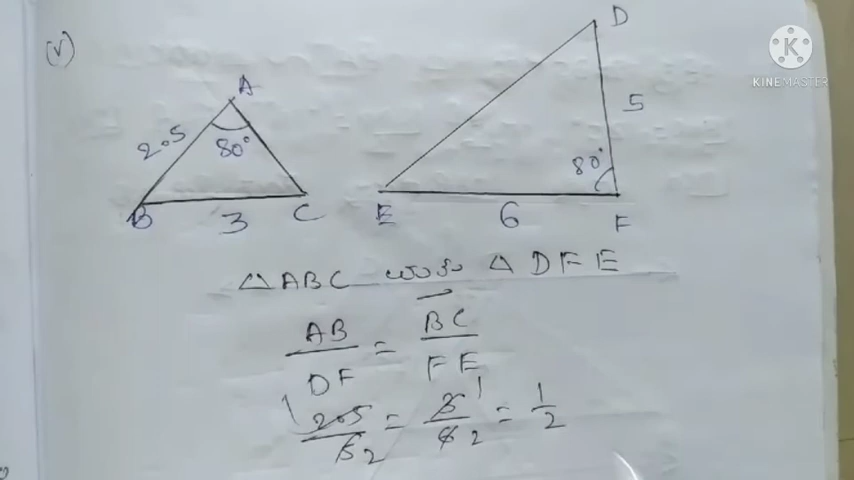 (v)
A
D
2.5
80°
5
80°
B
3
C
E
6
F
△ABC △DFE
AB/DF = BC/FE
2.5/5 = 3/6 = 1/2
K
KINEMASTER